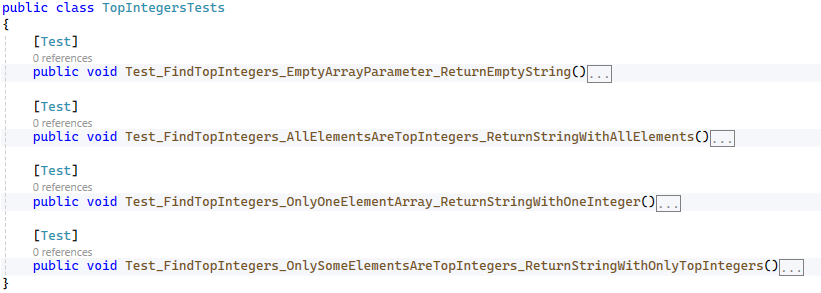 public class TopIntegersTests
{
[Test]
0 references
public void Test_FindTopIntegers_EmptyArrayParameter_ReturnEmptyString()...
[Test]
0 references
public void Test_FindTopIntegers_AllElementsAreTopIntegers_ReturnStringWithAllElements()...
[Test]
0 references
public void Test_FindTopIntegers_OnlyOneElementArray_ReturnStringWithOneInteger()...
[Test]
0 references
public void Test_FindTopIntegers_OnlySomeElementsAreTopIntegers_ReturnStringWithOnlyTopIntegers()...
}